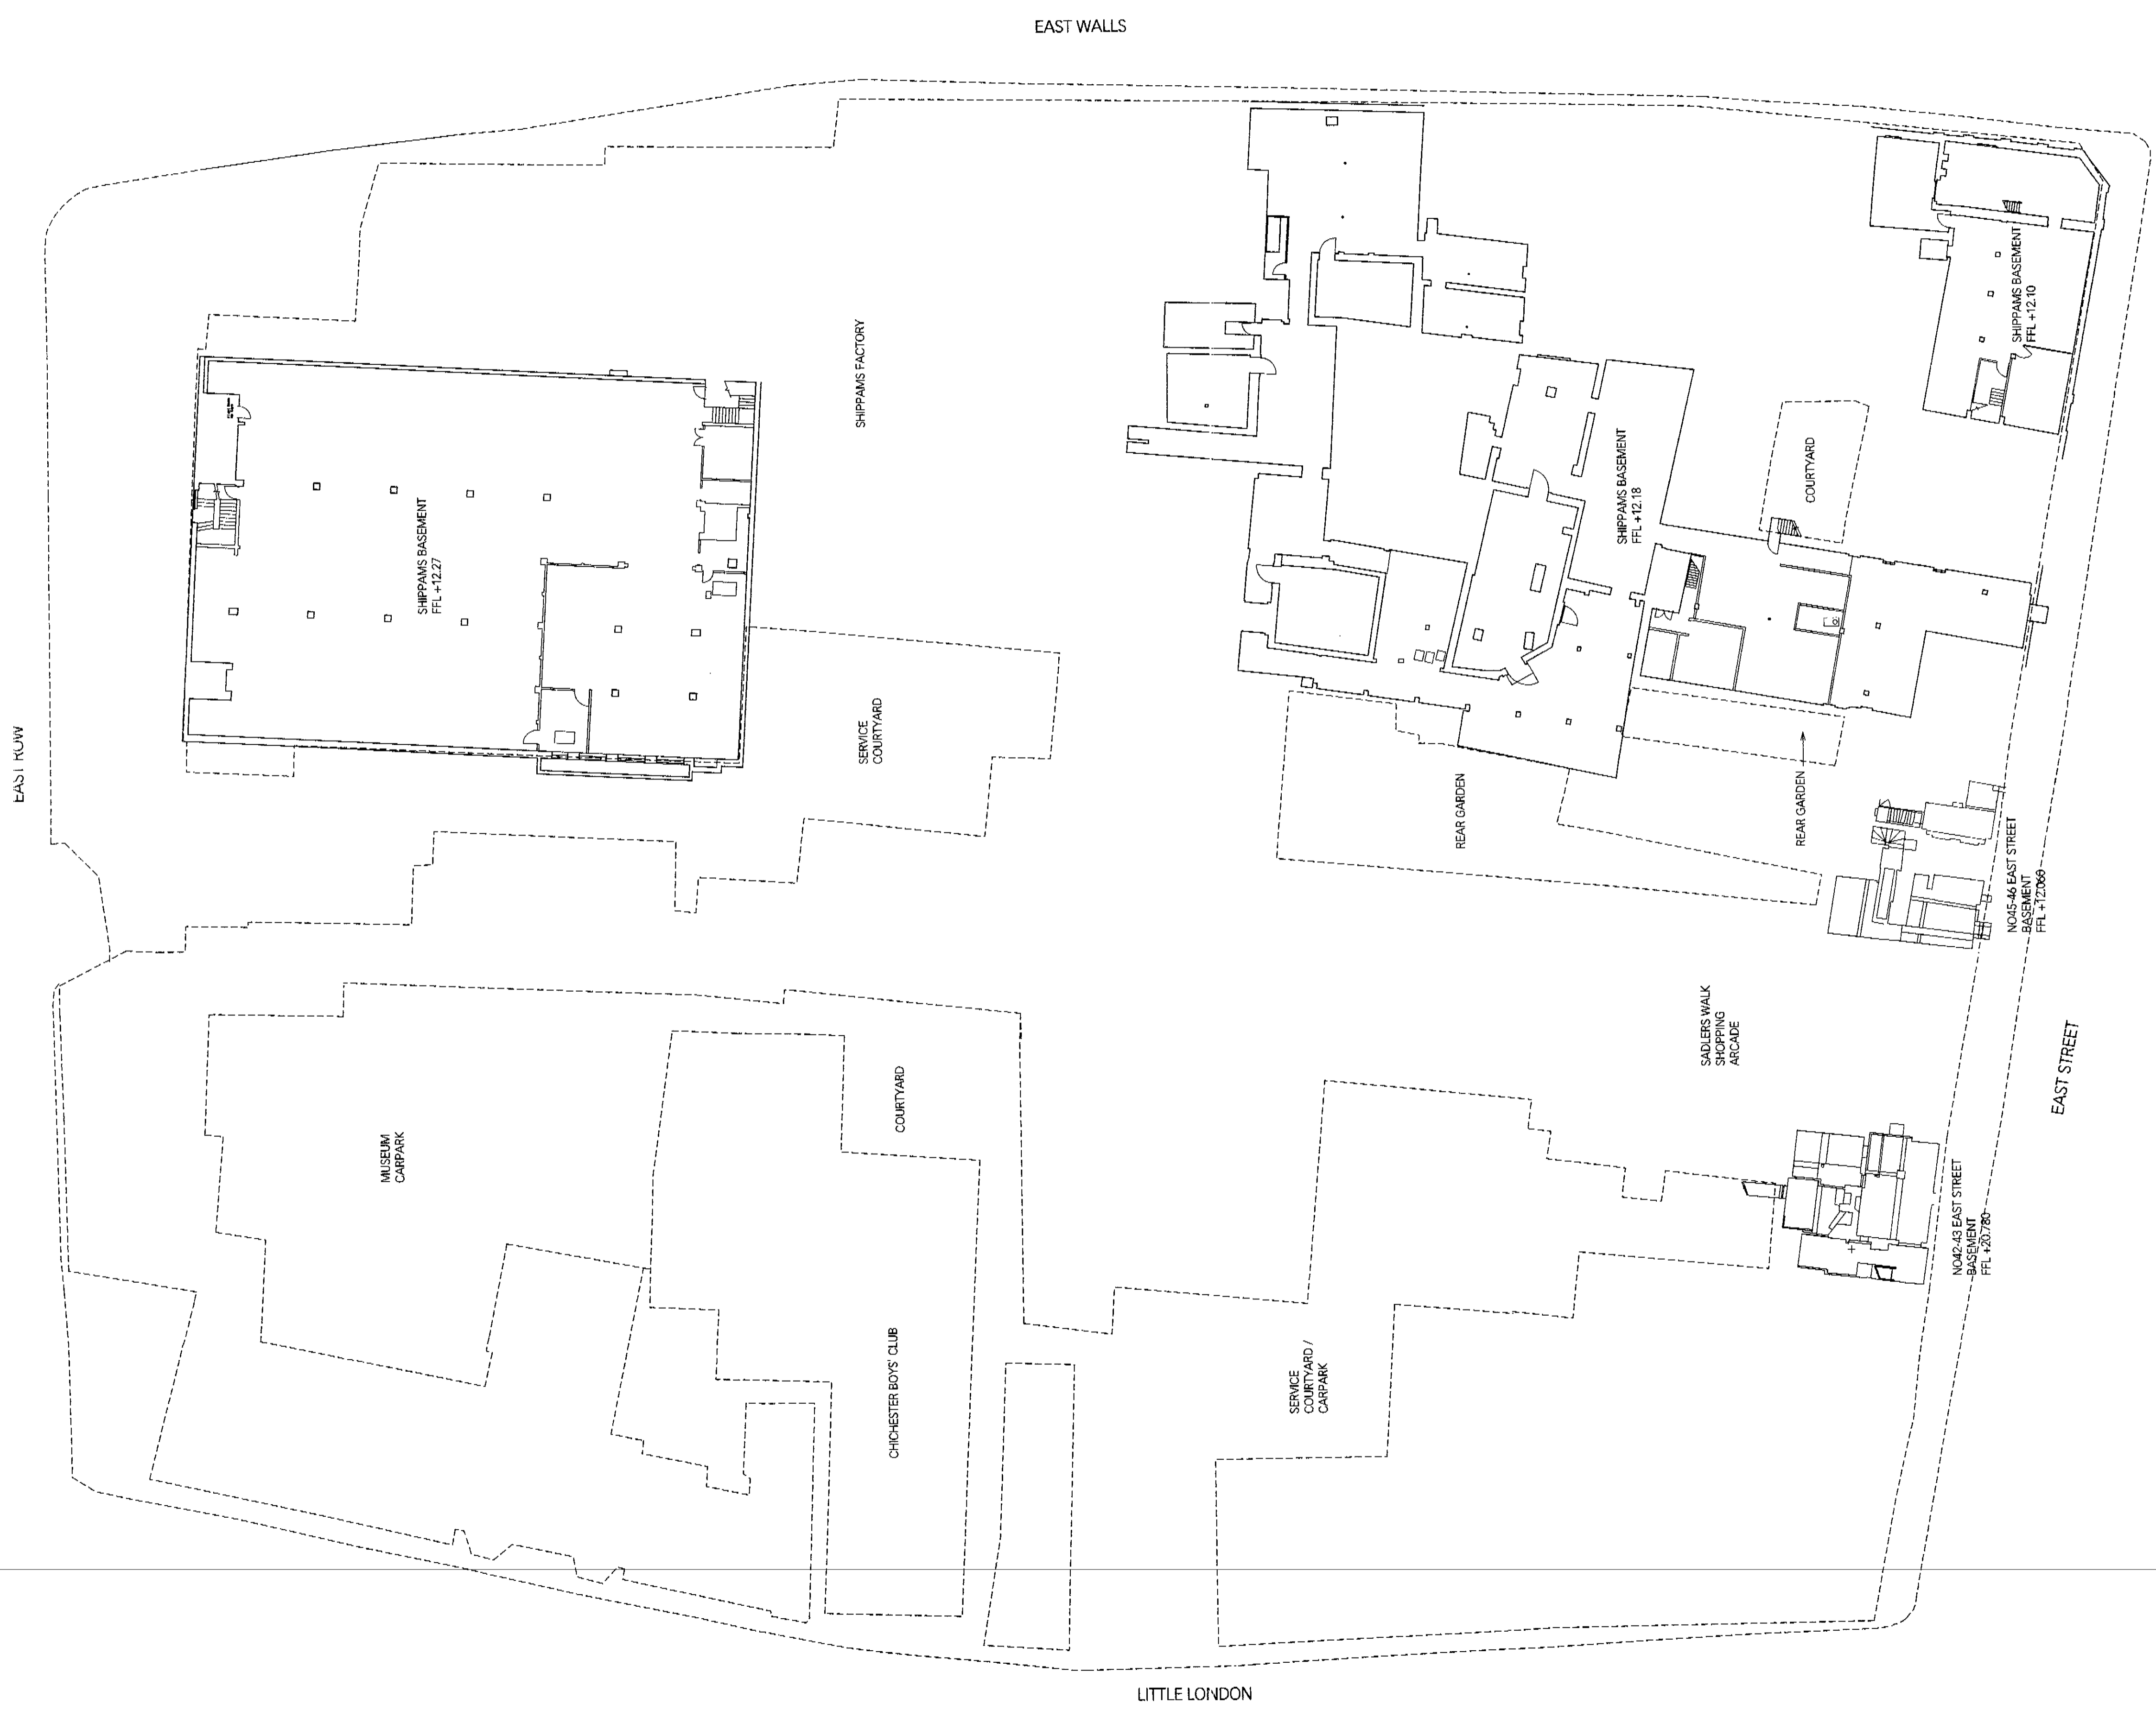 EAST WALLS
SHIPPAMS FACTORY
SHIPPAMS BASEMENT
FFL +12.10
COURTYARD
SHIPPAMS BASEMENT
FFL +12.18
SHIPPAMS BASEMENT
FFL +12.27
SERVICE
COURTYARD
EAST ROW
REAR GARDEN
REAR GARDEN
NO45-46 EAST STREET
BASEMENT
FFL +12.060
SADLERS WALK
SHOPPING
ARCADE
EAST STREET
COURTYARD
MUSEUM
CARPARK
NO42-43 EAST STREET
BASEMENT
FFL +20.780
CHICHESTER BOYS' CLUB
SERVICE
COURTYARD /
CARPARK
LITTLE LONDON